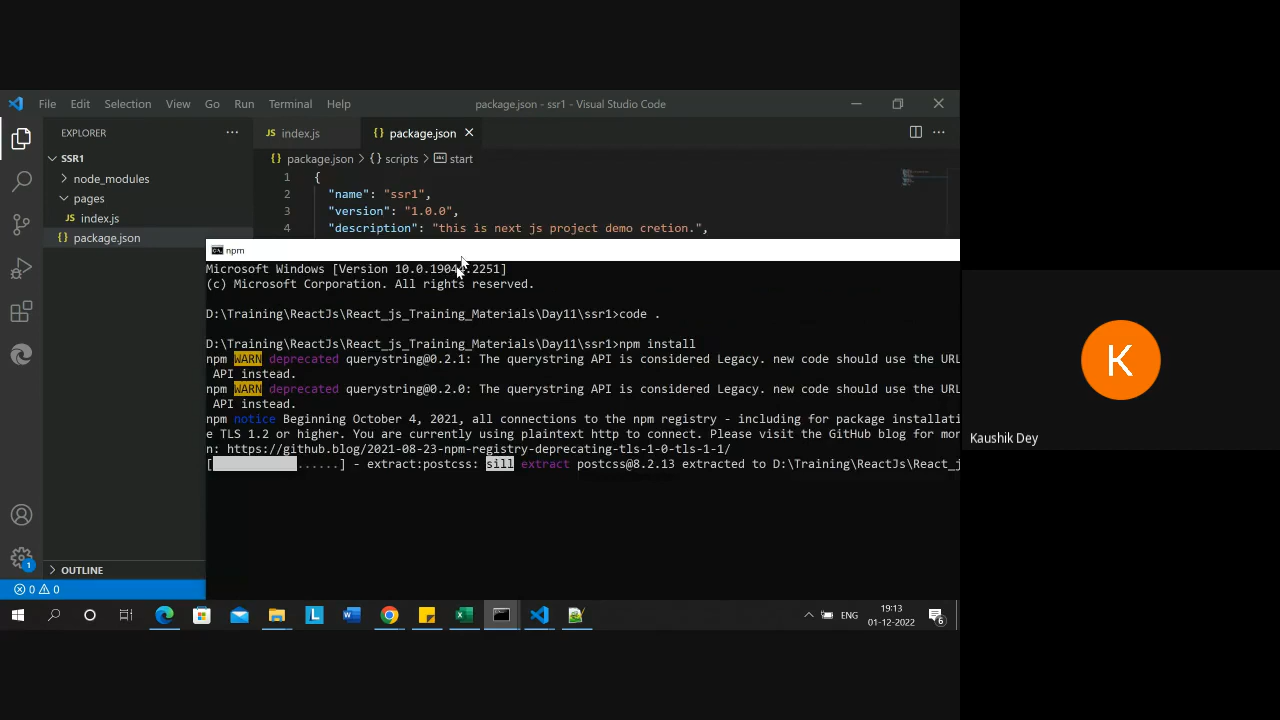 File Edit Selection View Go Run Terminal Help
package.json - ssr1 - Visual Studio Code
EXPLORER
SSR1
node_modules
pages
JS index.js
{} package.json
OUTLINE
JS index.js
{} package.json
{} package.json > {} scripts > start
1 {
2 "name": "ssr1",
3 "version": "1.0.0",
4 "description": "this is next js project demo cretion.",
npm
Microsoft Windows [Version 10.0.1904 .2251]
(c) Microsoft Corporation. All rights reserved.
D:\Training\ReactJs\React_js_Training_Materials\Day11\ssr1>code .
D:\Training\ReactJs\React_js_Training_Materials\Day11\ssr1>npm install
npm WARN deprecated querystring@0.2.1: The querystring API is considered Legacy. new code should use the URL
API instead.
npm WARN deprecated querystring@0.2.0: The querystring API is considered Legacy. new code should use the URL
API instead.
npm notice Beginning October 4, 2021, all connections to the npm registry - including for package installati
e TLS 1.2 or higher. You are currently using plaintext http to connect. Please visit the GitHub blog for mor
n: https://github.blog/2021-08-23-npm-registry-deprecating-tls-1-0-tls-1-1/
[ ......] - extract:postcss: sill extract postcss@8.2.13 extracted to D:\Training\ReactJs\React_j
1
0 0
L
ENG
19:13
01-12-2022
6
K
Kaushik Dey